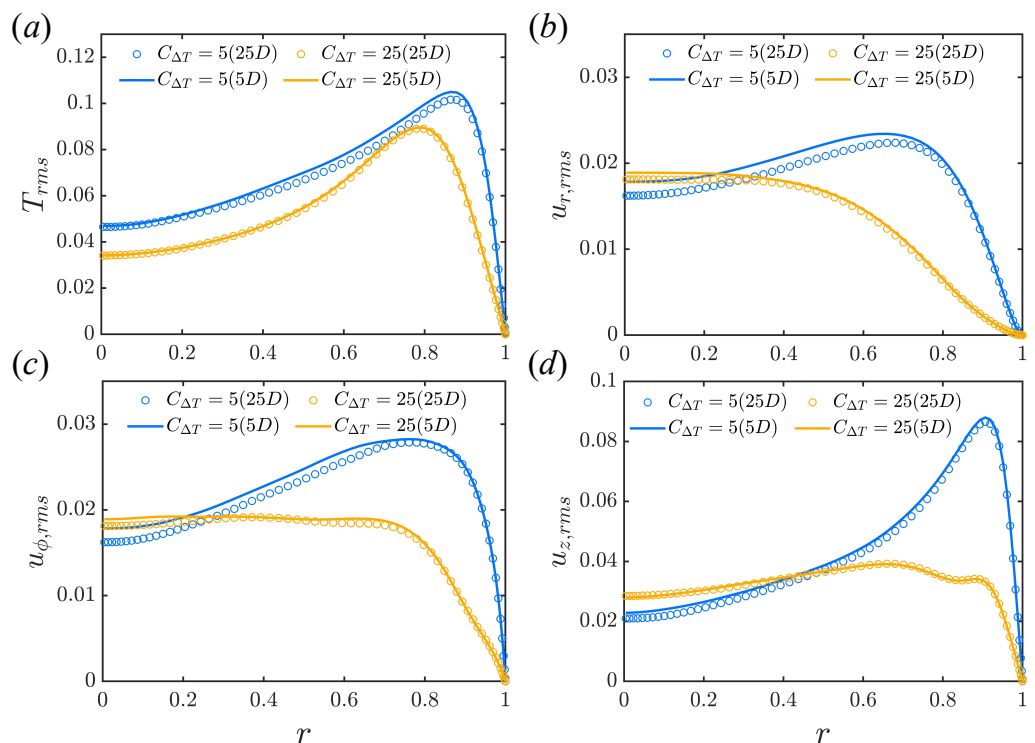 (a)
C_{ΔT} = 5(25D) C_{ΔT} = 25(25D)
C_{ΔT} = 5(5D) C_{ΔT} = 25(5D)
T_{rms}
0.12
0.1
0.08
0.06
0.04
0.02
0
0 0.2 0.4 0.6 0.8 1
(b)
C_{ΔT} = 5(25D) C_{ΔT} = 25(25D)
C_{ΔT} = 5(5D) C_{ΔT} = 25(5D)
u_{r,rms}
0.03
0.02
0.01
0
0 0.2 0.4 0.6 0.8 1
(c)
C_{ΔT} = 5(25D) C_{ΔT} = 25(25D)
C_{ΔT} = 5(5D) C_{ΔT} = 25(5D)
u_{ϕ,rms}
0.03
0.02
0.01
0
0 0.2 0.4 0.6 0.8 1
r
(d)
C_{ΔT} = 5(25D) C_{ΔT} = 25(25D)
C_{ΔT} = 5(5D) C_{ΔT} = 25(5D)
u_{z,rms}
0.1
0.08
0.06
0.04
0.02
0
0 0.2 0.4 0.6 0.8 1
r